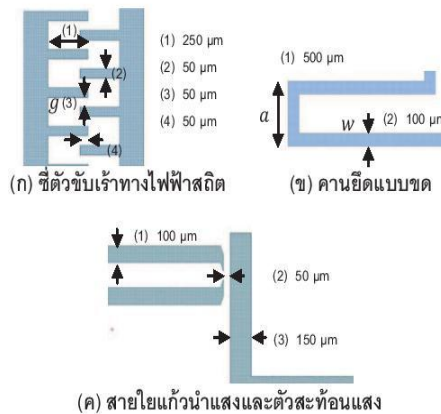 (1)
(1) 250 µm
(2)
(2) 50 µm
g (3)
(3) 50 µm
(4)
(4) 50 µm
(ก) ซี่ตัวขับเร้าทางไฟฟ้าสถิต
(1) 500 µm
a
w
(2) 100 µm
(ข) คานยึดแบบขด
(1) 100 µm
(2) 50 µm
(3) 150 µm
(ค) สายใยแก้วนำแสงและตัวสะท้อนแสง